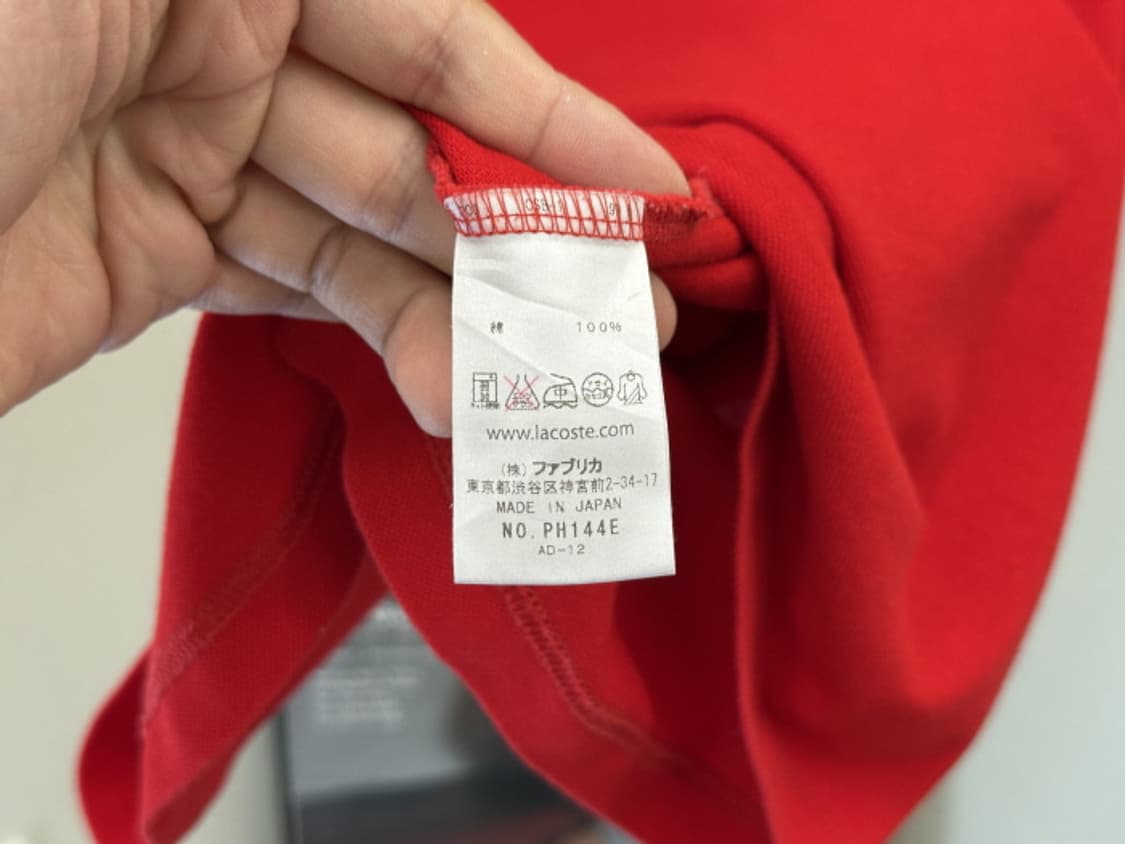 綿 100%
中
www.lacoste.com
(株) ファブリカ
東京都渋谷区神宮前2-34-17
MADE IN JAPAN
NO. PH144E
AD-12